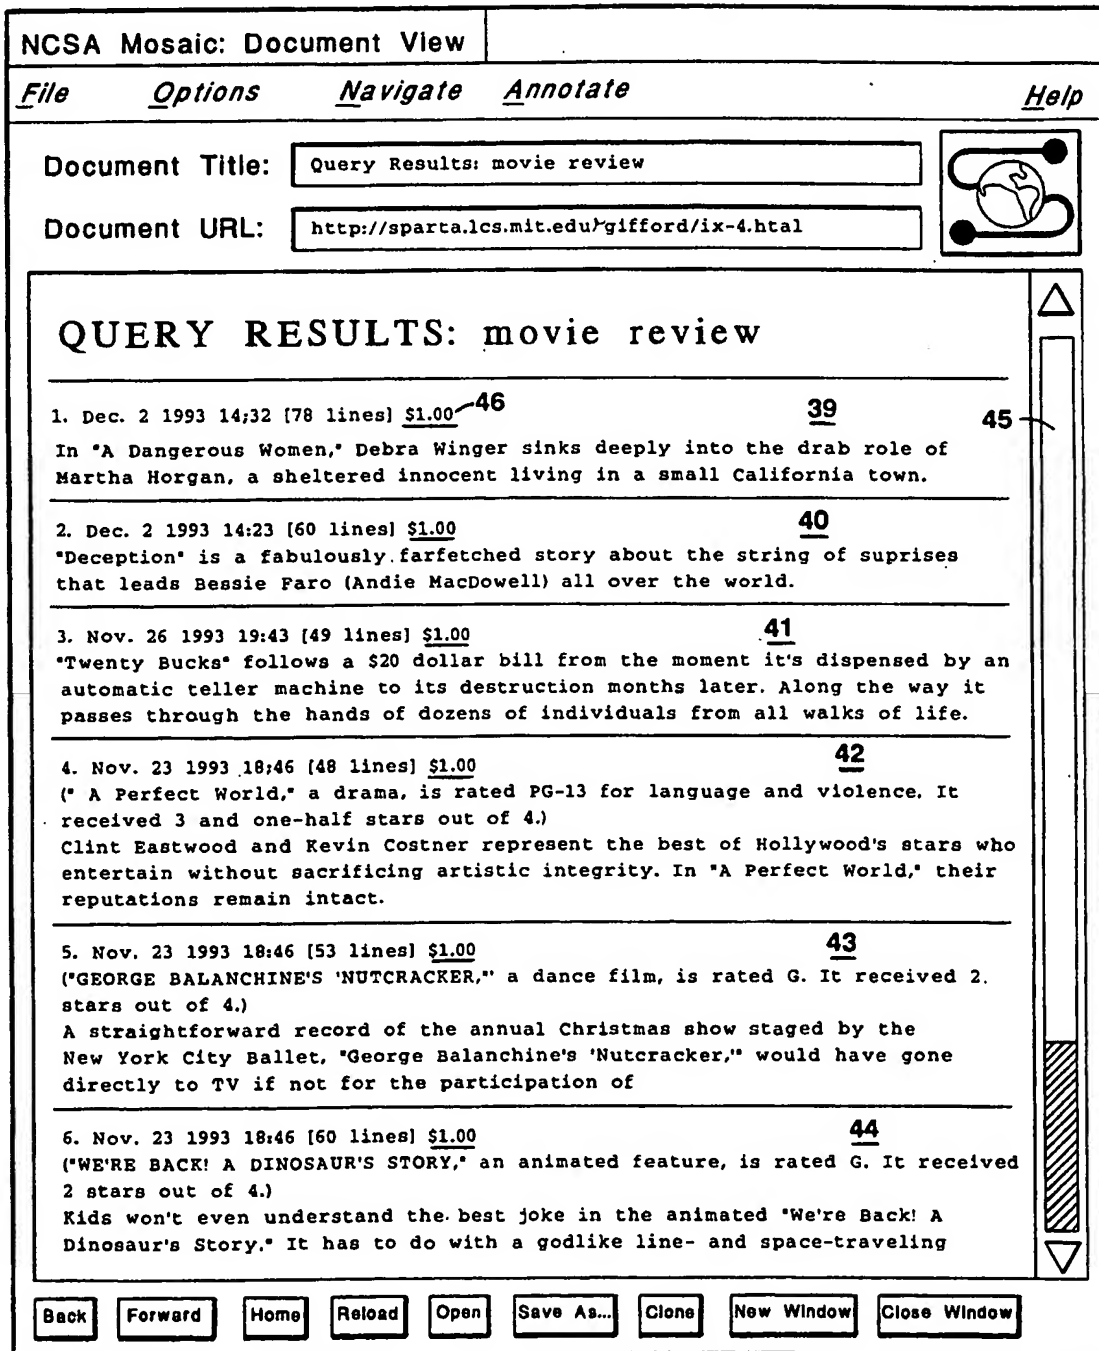 NCSA Mosaic: Document View
File Options Navigate Annotate Help
Document Title: Query Results: movie review
Document URL: http://sparta.lcs.mit.edu/~gifford/ix-4.htal
QUERY RESULTS: movie review
1. Dec. 2 1993 14;32 [78 lines] $1.00 46 39 45
In "A Dangerous Women," Debra Winger sinks deeply into the drab role of
Martha Horgan, a sheltered innocent living in a small California town.
2. Dec. 2 1993 14:23 [60 lines] $1.00 40
"Deception" is a fabulously farfetched story about the string of suprises
that leads Bessie Faro (Andie MacDowell) all over the world.
3. Nov. 26 1993 19:43 [49 lines] $1.00 41
"Twenty Bucks" follows a $20 dollar bill from the moment it's dispensed by an
automatic teller machine to its destruction months later. Along the way it
passes through the hands of dozens of individuals from all walks of life.
4. Nov. 23 1993 18;46 [48 lines] $1.00 42
(" A Perfect World," a drama, is rated PG-13 for language and violence. It
received 3 and one-half stars out of 4.)
Clint Eastwood and Kevin Costner represent the best of Hollywood's stars who
entertain without sacrificing artistic integrity. In "A Perfect World," their
reputations remain intact.
5. Nov. 23 1993 18:46 [53 lines] $1.00 43
("GEORGE BALANCHINE'S 'NUTCRACKER,'" a dance film, is rated G. It received 2.
stars out of 4.)
A straightforward record of the annual Christmas show staged by the
New York City Ballet, "George Balanchine's 'Nutcracker,'" would have gone
directly to TV if not for the participation of
6. Nov. 23 1993 18:46 [60 lines] $1.00 44
("WE'RE BACK! A DINOSAUR'S STORY," an animated feature, is rated G. It received
2 stars out of 4.)
Kids won't even understand the best joke in the animated "We're Back! A
Dinosaur's Story." It has to do with a godlike line- and space-traveling
Back Forward Home Reload Open Save As... Clone New Window Close Window